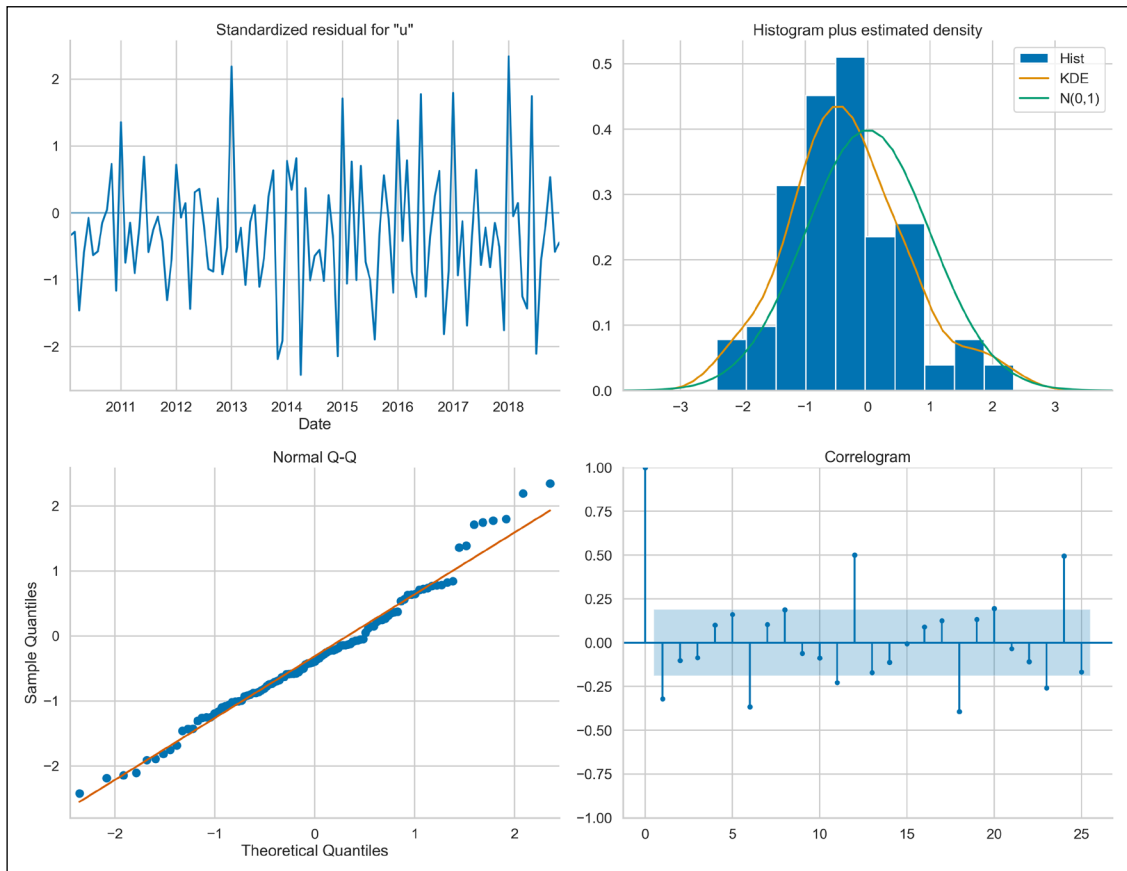 Standardized residual for "u"
2
1
0
−1
−2
2011 2012 2013 2014 2015 2016 2017 2018
Date
Histogram plus estimated density
Hist
KDE
N(0,1)
0.5
0.4
0.3
0.2
0.1
0.0
−3 −2 −1 0 1 2 3
Normal Q-Q
Sample Quantiles
2
1
0
−1
−2
−2 −1 0 1 2
Theoretical Quantiles
Correlogram
1.00
0.75
0.50
0.25
0.00
−0.25
−0.50
−0.75
−1.00
0 5 10 15 20 25